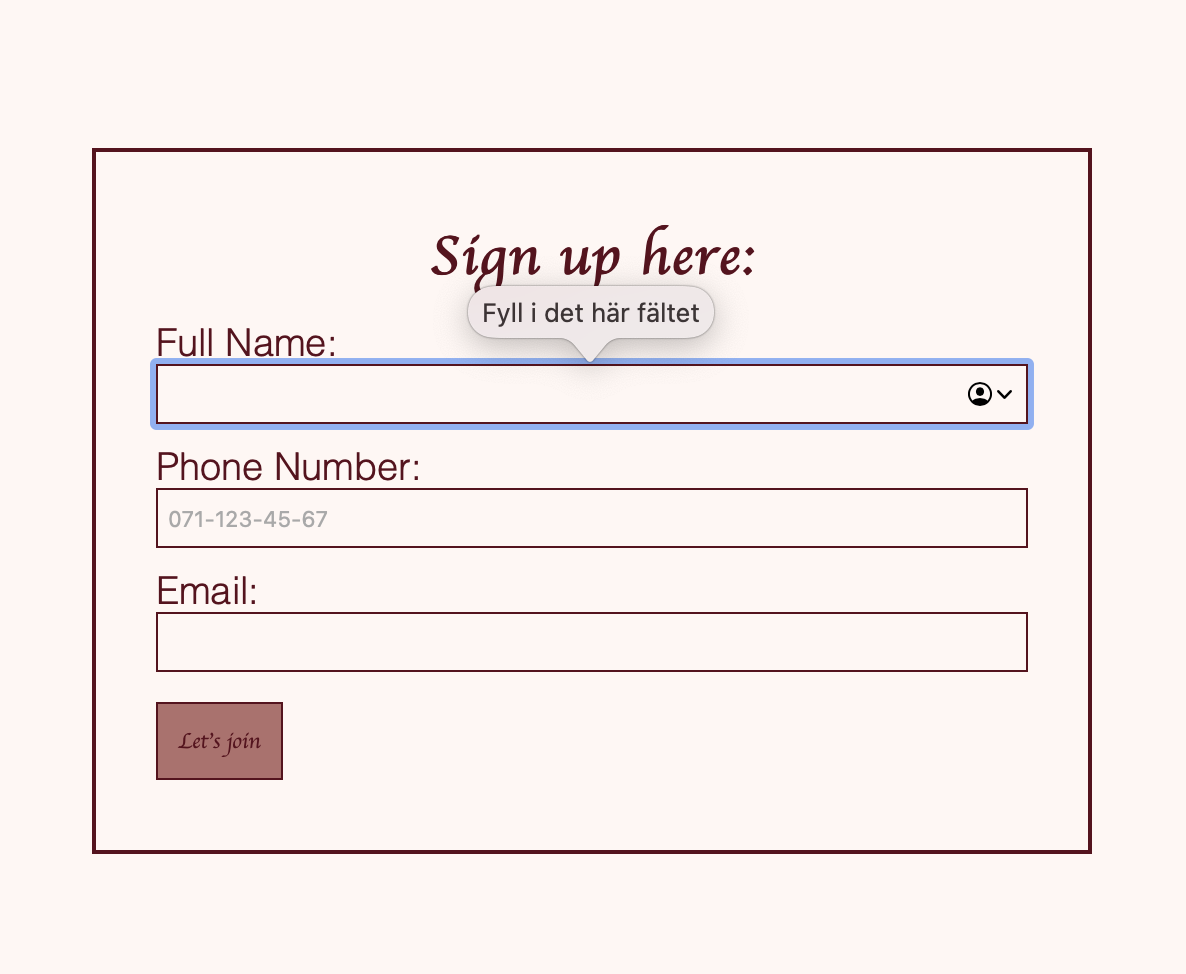 Sign up here:
Fyll i det här fältet
Full Name:
Phone Number:
071-123-45-67
Email:
Let's join